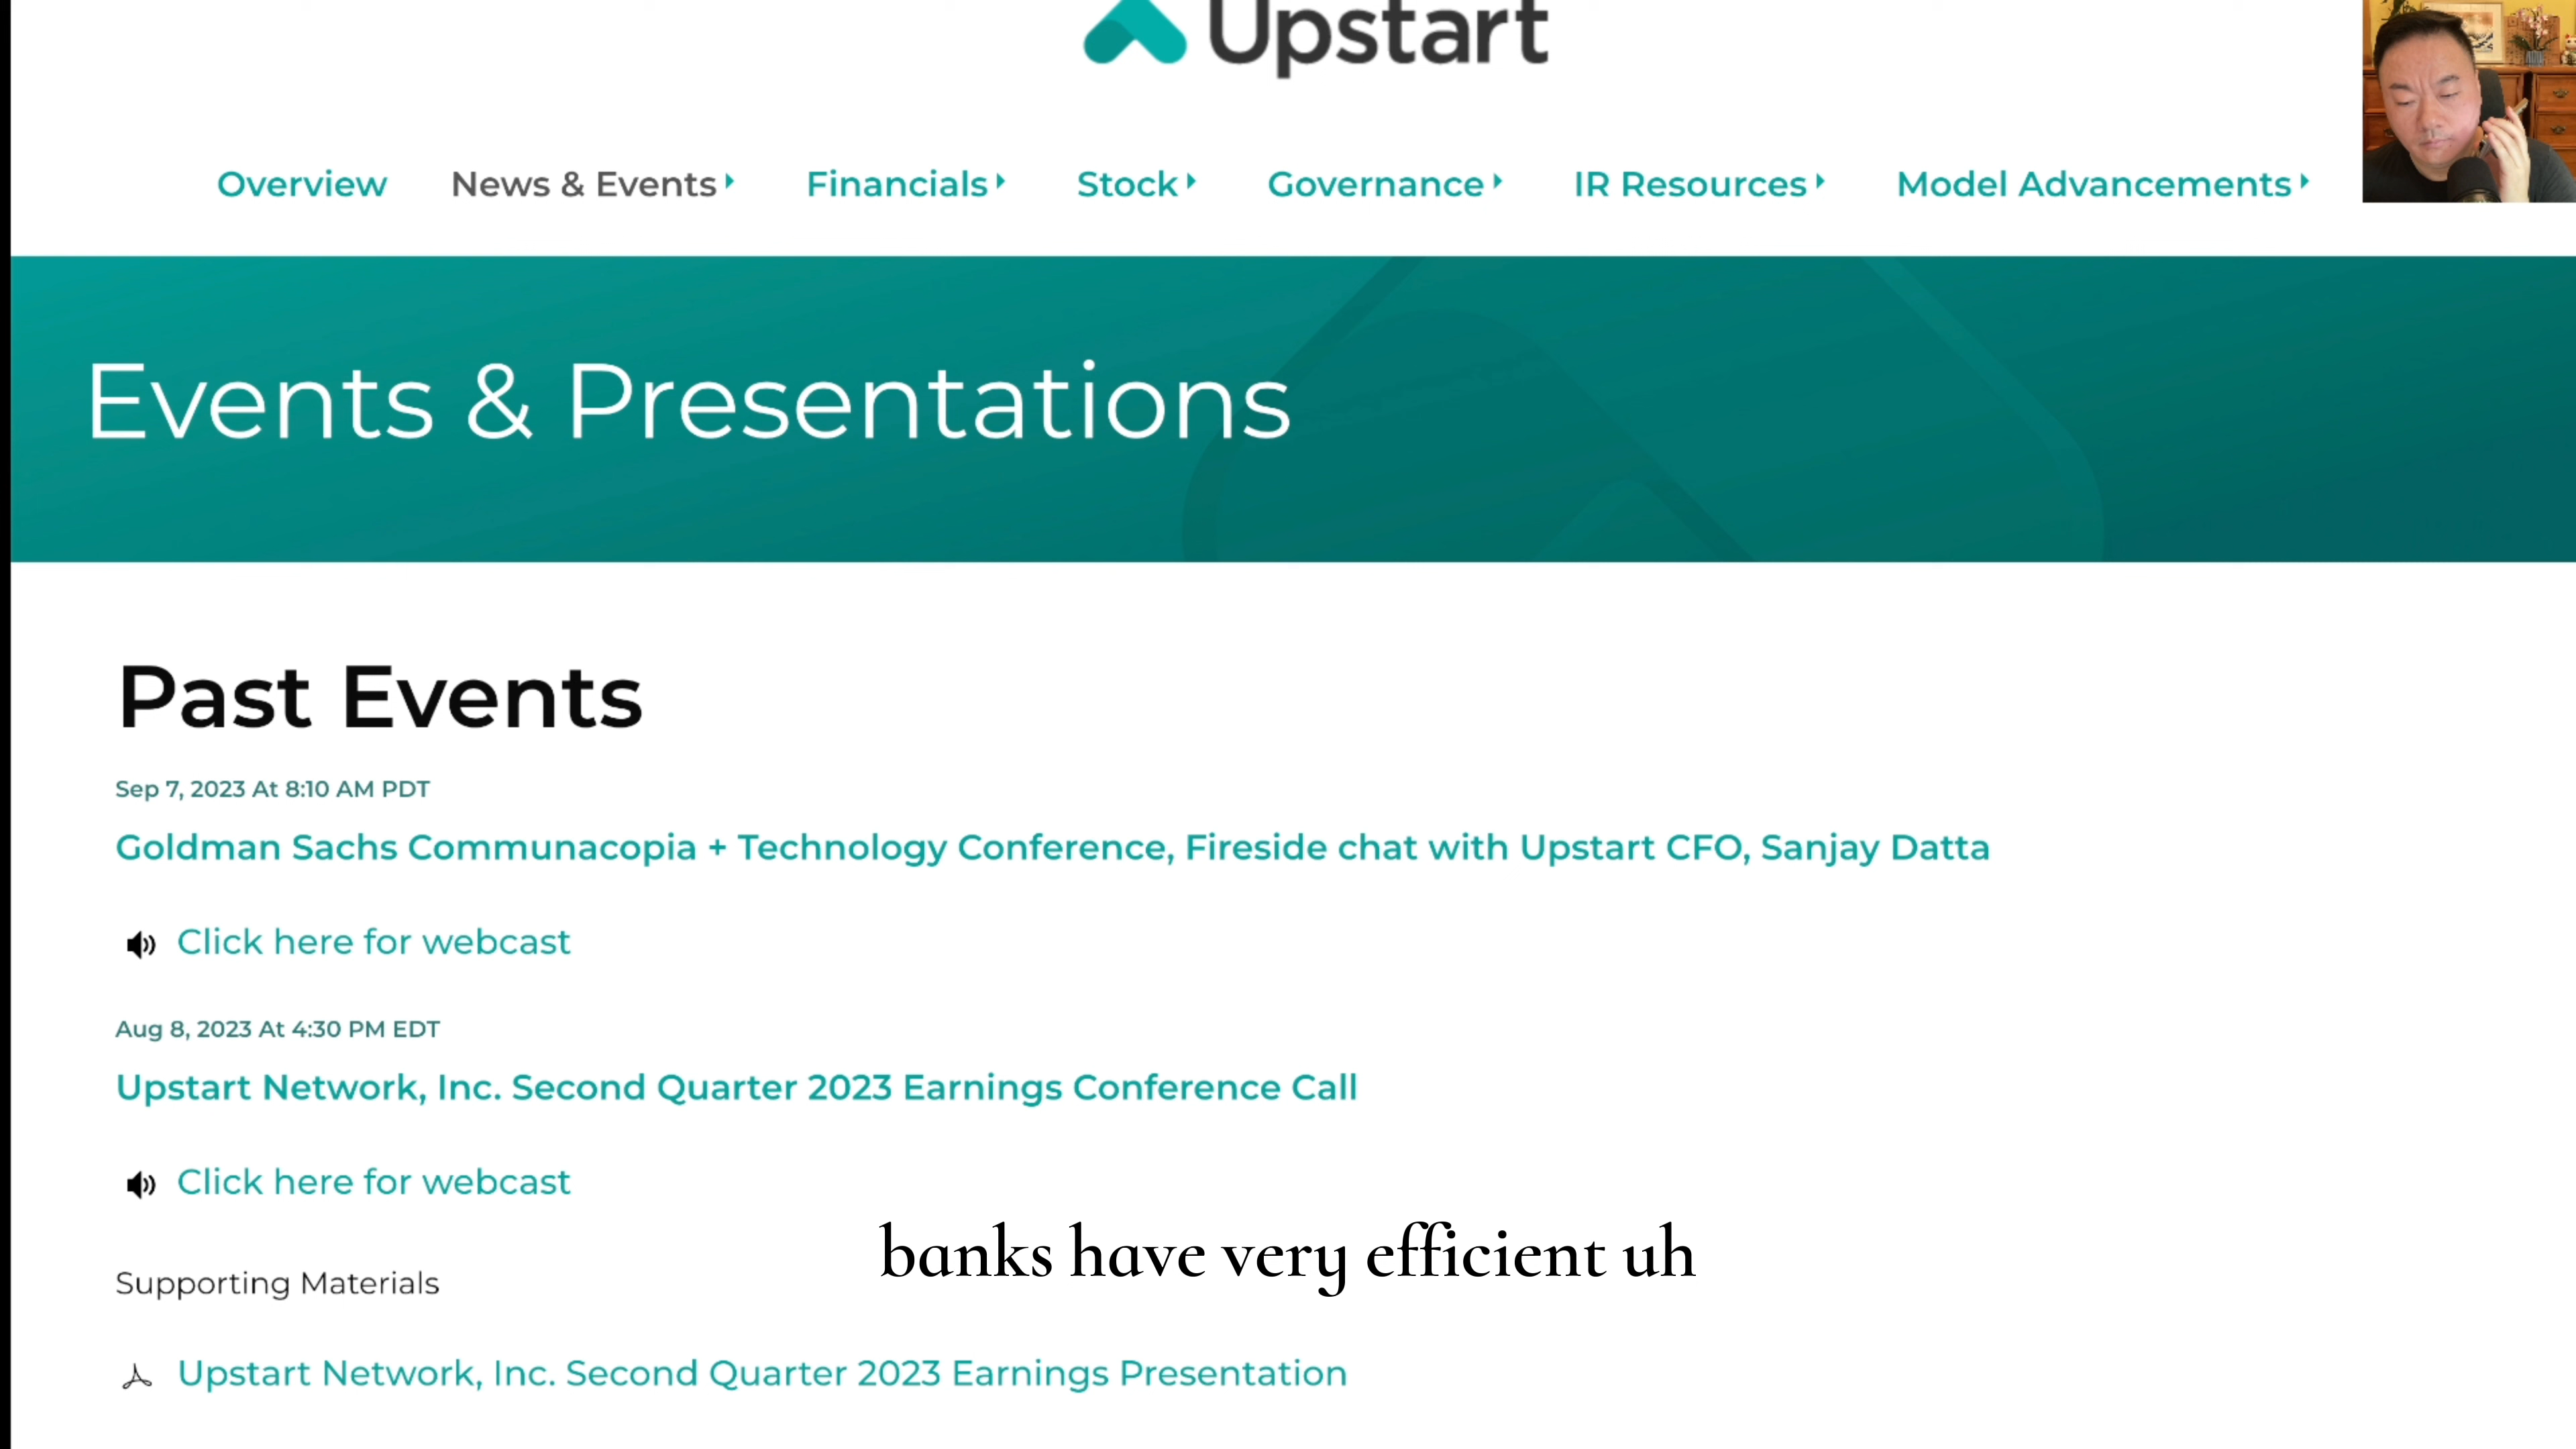 Upstart
Overview News & Events Financials Stock Governance IR Resources Model Advancements
Events & Presentations
Past Events
Sep 7, 2023 At 8:10 AM PDT
Goldman Sachs Communacopia + Technology Conference, Fireside chat with Upstart CFO, Sanjay Datta
Click here for webcast
Aug 8, 2023 At 4:30 PM EDT
Upstart Network, Inc. Second Quarter 2023 Earnings Conference Call
Click here for webcast
banks have very efficient uh
Supporting Materials
Upstart Network, Inc. Second Quarter 2023 Earnings Presentation